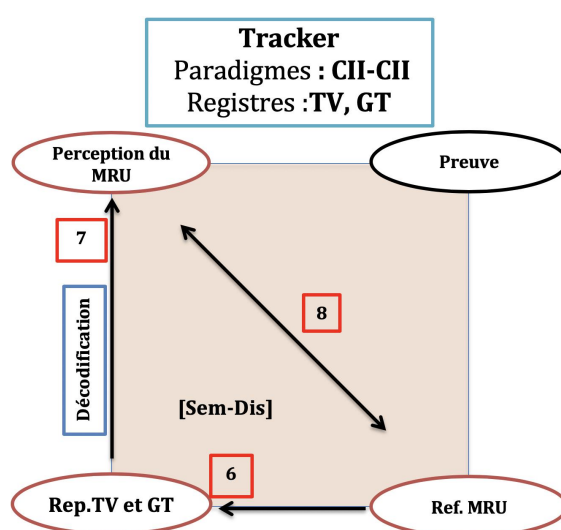 Tracker
Paradigmes : CII-CII
Registres :TV, GT
Perception du
MRU
Preuve
7
8
Décodification
[Sem-Dis]
6
Rep.TV et GT
Ref. MRU